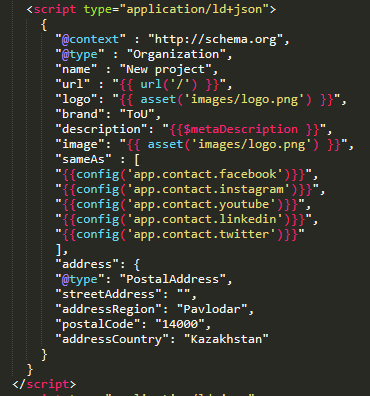 <script type="application/ld+json">
{
"@context" : "http://schema.org",
"@type" : "Organization",
"name" : "New project",
"url" : "{{ url('/') }}",
"logo": "{{ asset('images/logo.png') }}",
"brand": "ToU",
"description": "{{$metaDescription }}",
"image": "{{ asset('images/logo.png') }}",
"sameAs" : [
"{{config('app.contact.facebook')}}",
"{{config('app.contact.instagram')}}",
"{{config('app.contact.youtube')}}",
"{{config('app.contact.linkedin')}}",
"{{config('app.contact.twitter')}}"
],
"address": {
"@type": "PostalAddress",
"streetAddress": "",
"addressRegion": "Pavlodar",
"postalCode": "14000",
"addressCountry": "Kazakhstan"
}
}
</script>